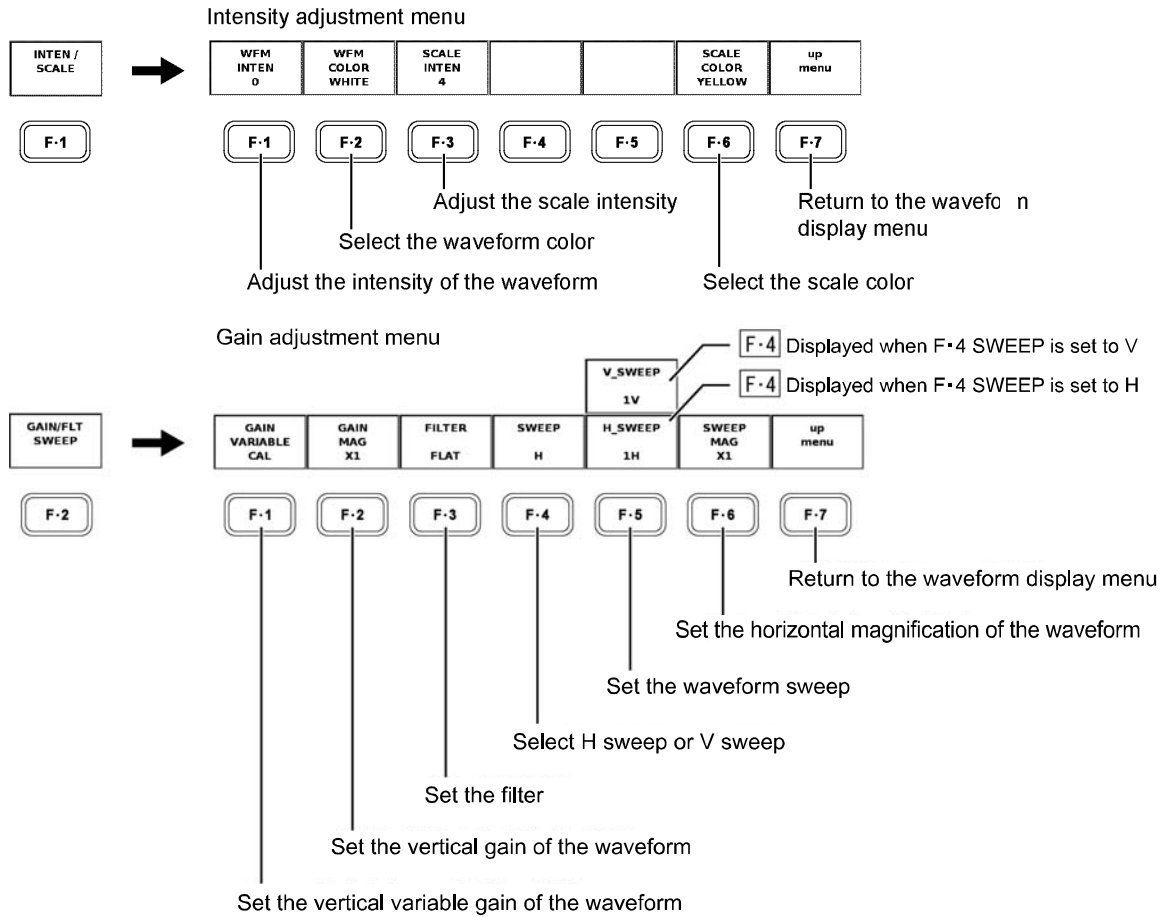 Intensity adjustment menu
INTEN /
SCALE
WFM
INTEN
0
WFM
COLOR
WHITE
SCALE
INTEN
4
SCALE
COLOR
YELLOW
up
menu
F·1
F·1
F·2
F·3
F·4
F·5
F·6
F·7
Adjust the scale intensity
Return to the wavefo n
display menu
Select the waveform color
Adjust the intensity of the waveform
Select the scale color
Gain adjustment menu
F·4 Displayed when F·4 SWEEP is set to V
V_SWEEP
1V
F·4 Displayed when F·4 SWEEP is set to H
GAIN/FLT
SWEEP
GAIN
VARIABLE
CAL
GAIN
MAG
X1
FILTER
FLAT
SWEEP
H
H_SWEEP
1H
SWEEP
MAG
X1
up
menu
F·2
F·1
F·2
F·3
F·4
F·5
F·6
F·7
Return to the waveform display menu
Set the horizontal magnification of the waveform
Set the waveform sweep
Select H sweep or V sweep
Set the filter
Set the vertical gain of the waveform
Set the vertical variable gain of the waveform